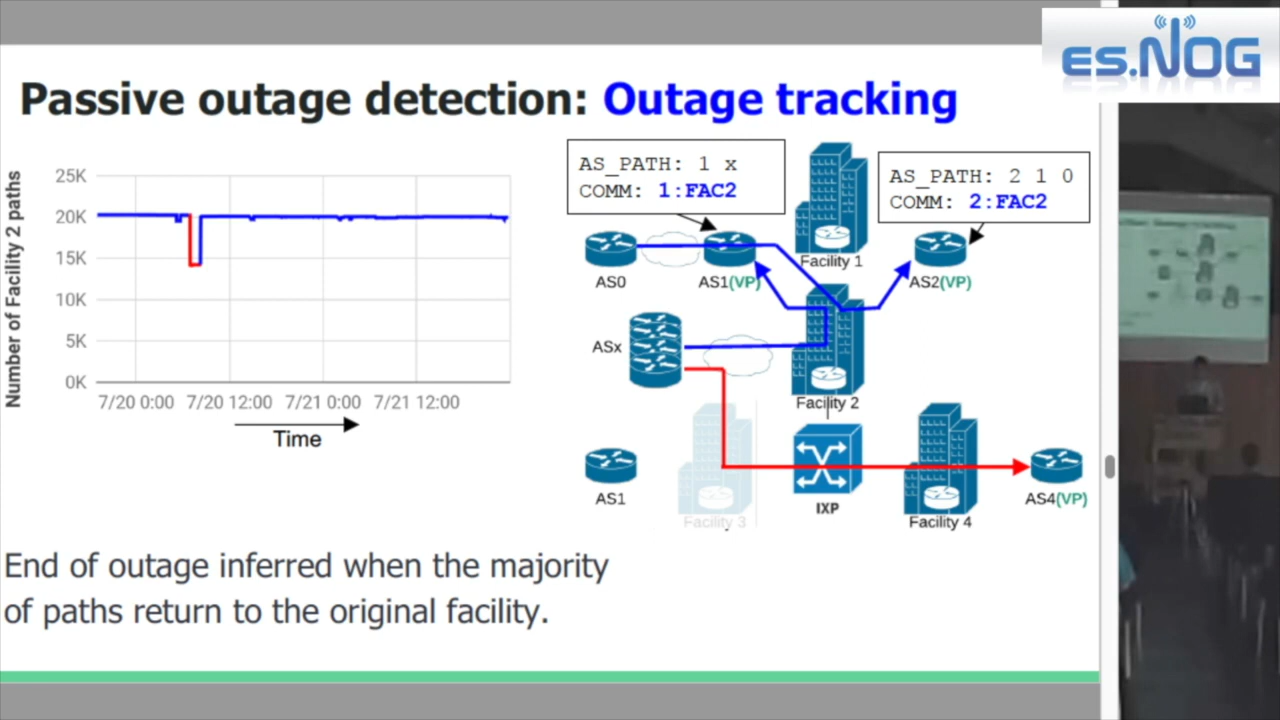 es.NOG
Passive outage detection: Outage tracking
Number of Facility 2 paths
25K
20K
15K
10K
5K
0K
7/20 0:00
7/20 12:00
7/21 0:00
7/21 12:00
Time
AS_PATH: 1 x
COMM: 1:FAC2
AS_PATH: 2 1 0
COMM: 2:FAC2
Facility 1
AS0
AS1(VP)
AS2(VP)
ASx
Facility 2
AS1
Facility 3
IXP
Facility 4
AS4(VP)
End of outage inferred when the majority
of paths return to the original facility.